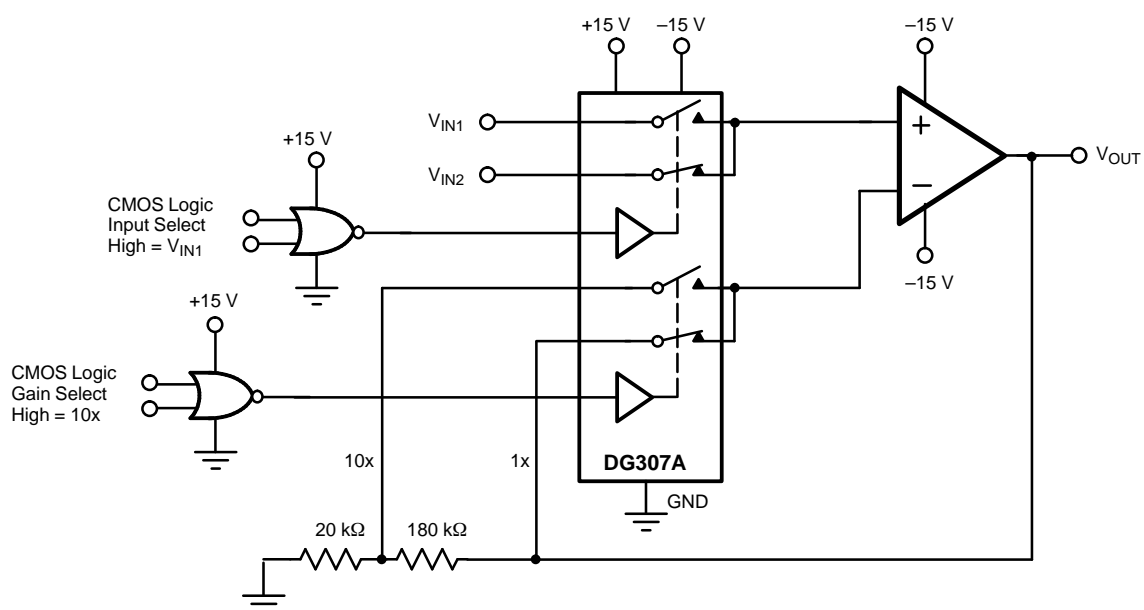 +15 V
–15 V
–15 V
V_IN1
+
V_OUT
+15 V
V_IN2
–
CMOS Logic
Input Select
High = V_IN1
–15 V
+15 V
CMOS Logic
Gain Select
High = 10x
10x
1x
DG307A
GND
20 kΩ
180 kΩ